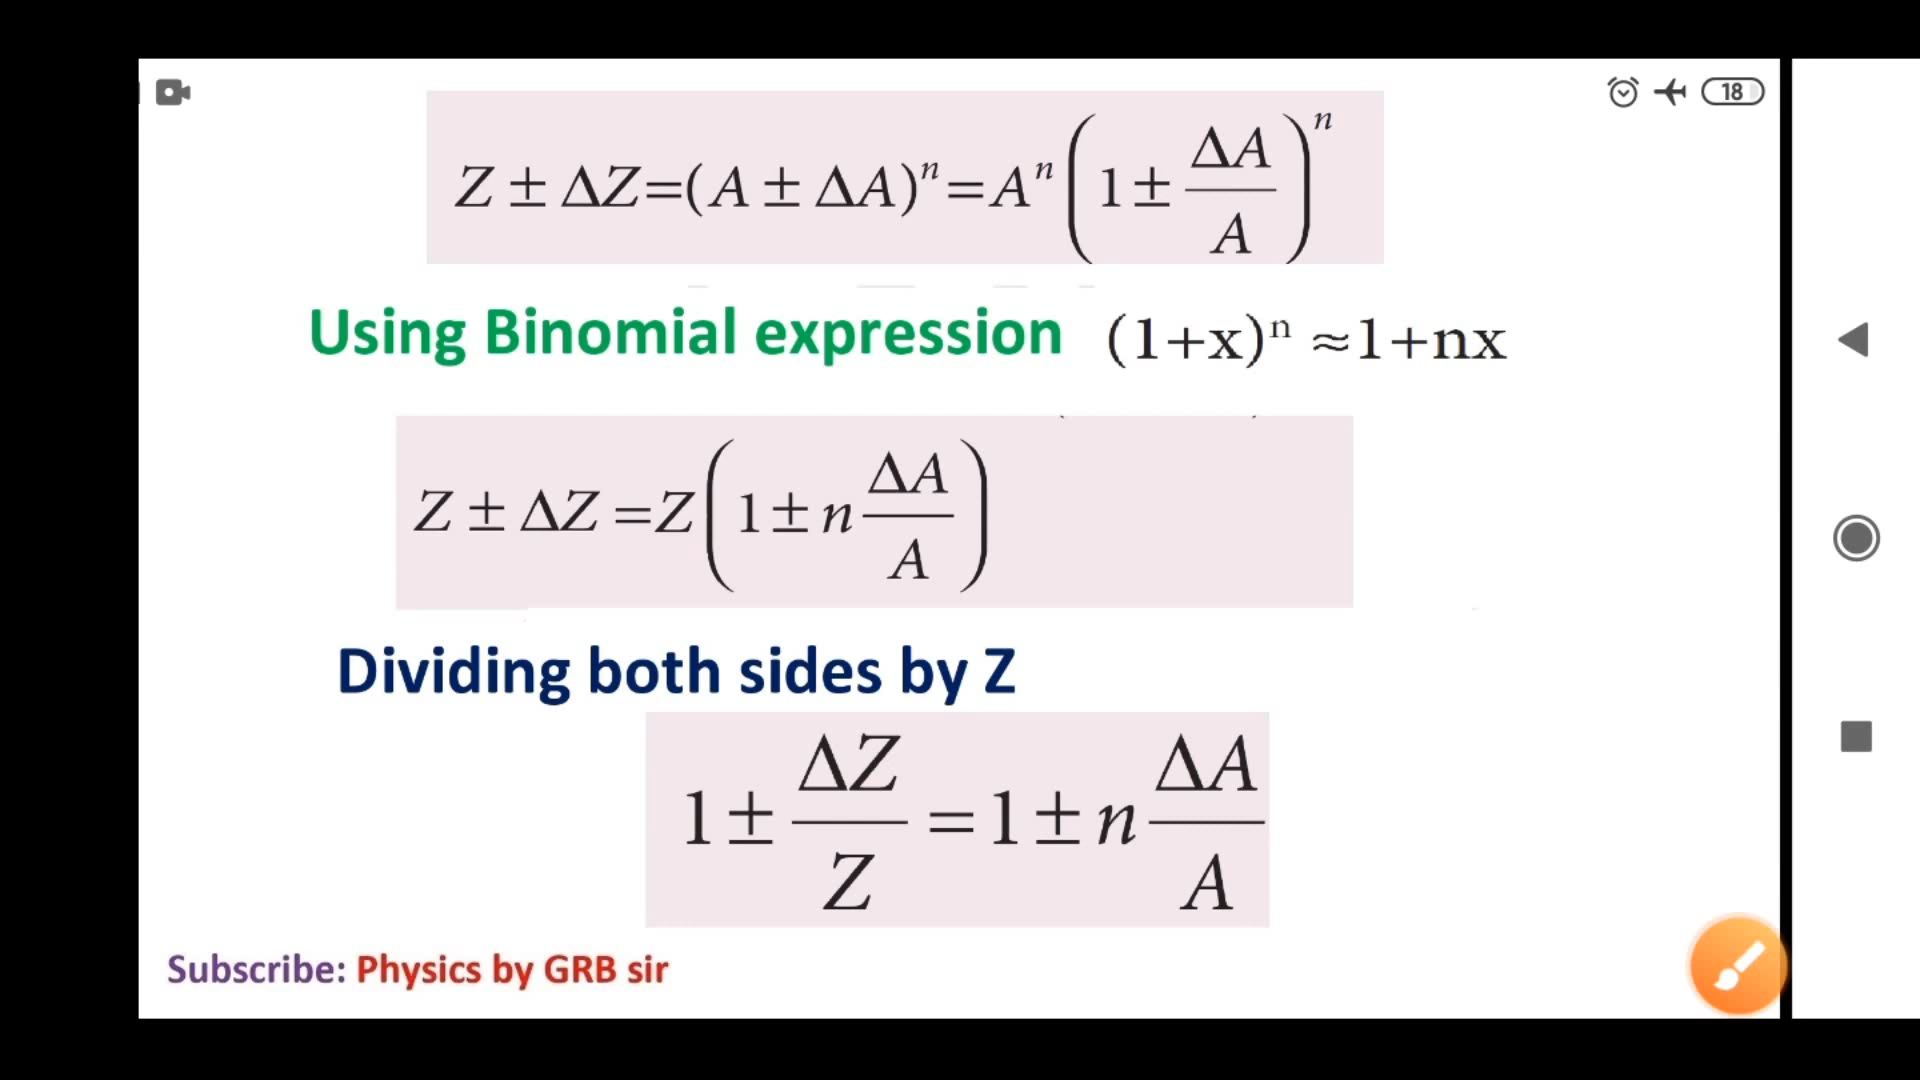 18
Z ± ΔZ=(A ± ΔA)ⁿ=Aⁿ(1 ± ΔA/A)ⁿ
Using Binomial expression (1+x)ⁿ ≈1+nx
Z ± ΔZ =Z(1 ± n ΔA/A)
Dividing both sides by Z
1 ± ΔZ/Z = 1 ± n ΔA/A
Subscribe: Physics by GRB sir